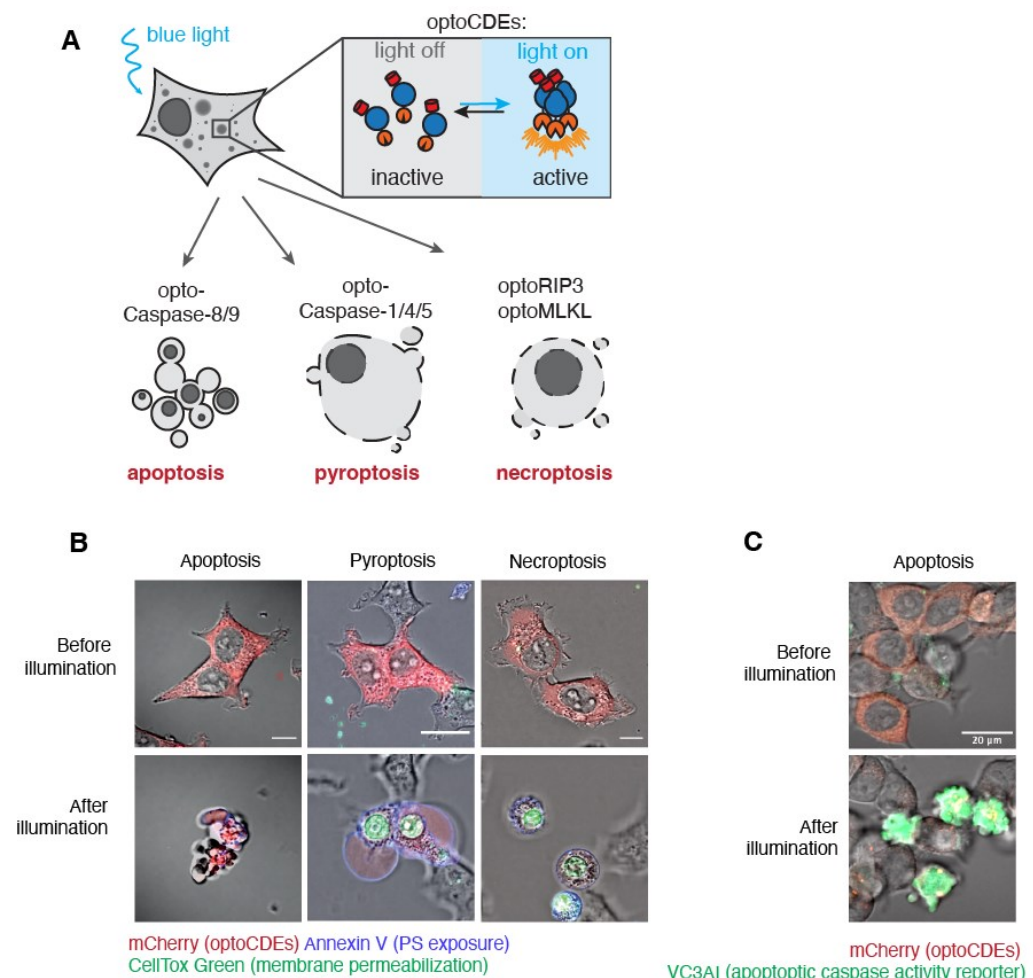 A
blue light
optoCDEs:
light off
light on
inactive
active
opto-
Caspase-8/9
opto-
Caspase-1/4/5
optoRIP3
optoMLKL
apoptosis
pyroptosis
necroptosis
B
Apoptosis
Pyroptosis
Necroptosis
Before
illumination
After
illumination
mCherry (optoCDEs) Annexin V (PS exposure)
CellTox Green (membrane permeabilization)
C
Apoptosis
Before
illumination
20 µm
After
illumination
mCherry (optoCDEs)
VC3AI (apoptoptic caspase activity reporter)